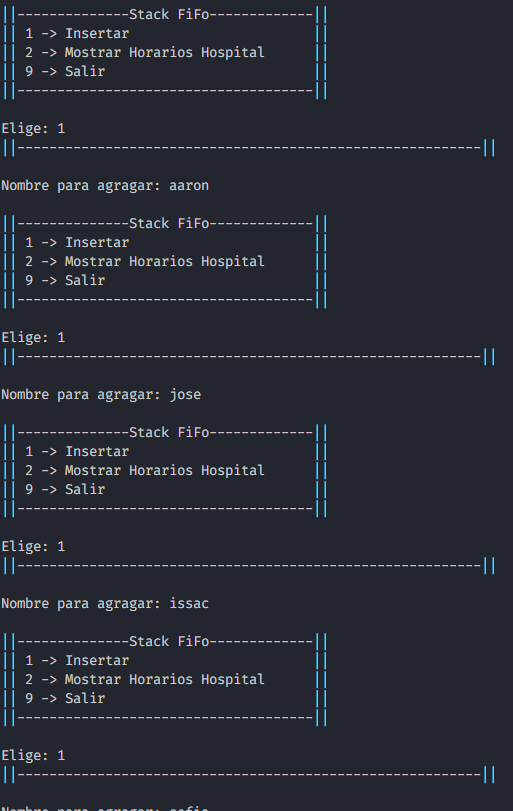 ||--------------Stack FiFo-------------||
|| 1 -> Insertar                       ||
|| 2 -> Mostrar Horarios Hospital      ||
|| 9 -> Salir                          ||
||-------------------------------------||
Elige: 1
||----------------------------------------------------------||
Nombre para agragar: aaron
||--------------Stack FiFo-------------||
|| 1 -> Insertar                       ||
|| 2 -> Mostrar Horarios Hospital      ||
|| 9 -> Salir                          ||
||-------------------------------------||
Elige: 1
||----------------------------------------------------------||
Nombre para agragar: jose
||--------------Stack FiFo-------------||
|| 1 -> Insertar                       ||
|| 2 -> Mostrar Horarios Hospital      ||
|| 9 -> Salir                          ||
||-------------------------------------||
Elige: 1
||----------------------------------------------------------||
Nombre para agragar: issac
||--------------Stack FiFo-------------||
|| 1 -> Insertar                       ||
|| 2 -> Mostrar Horarios Hospital      ||
|| 9 -> Salir                          ||
||-------------------------------------||
Elige: 1
||----------------------------------------------------------||
Nombre para agragar: